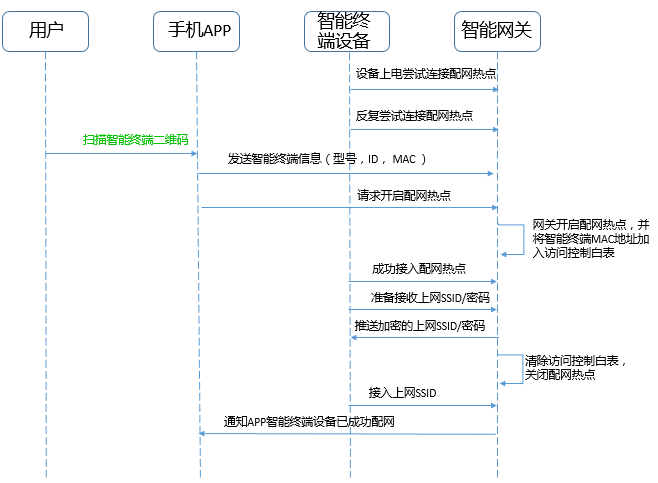 用户
手机APP
智能终
端设备
智能网关
设备上电尝试连接配网热点
反复尝试连接配网热点
扫描智能终端二维码
发送智能终端信息（型号，ID， MAC ）
请求开启配网热点
网关开启配网热点，并
将智能终端MAC地址加
入访问控制白表
成功接入配网热点
准备接收上网SSID/密码
推送加密的上网SSID/密码
清除访问控制白表，
关闭配网热点
接入上网SSID
通知APP智能终端设备已成功配网